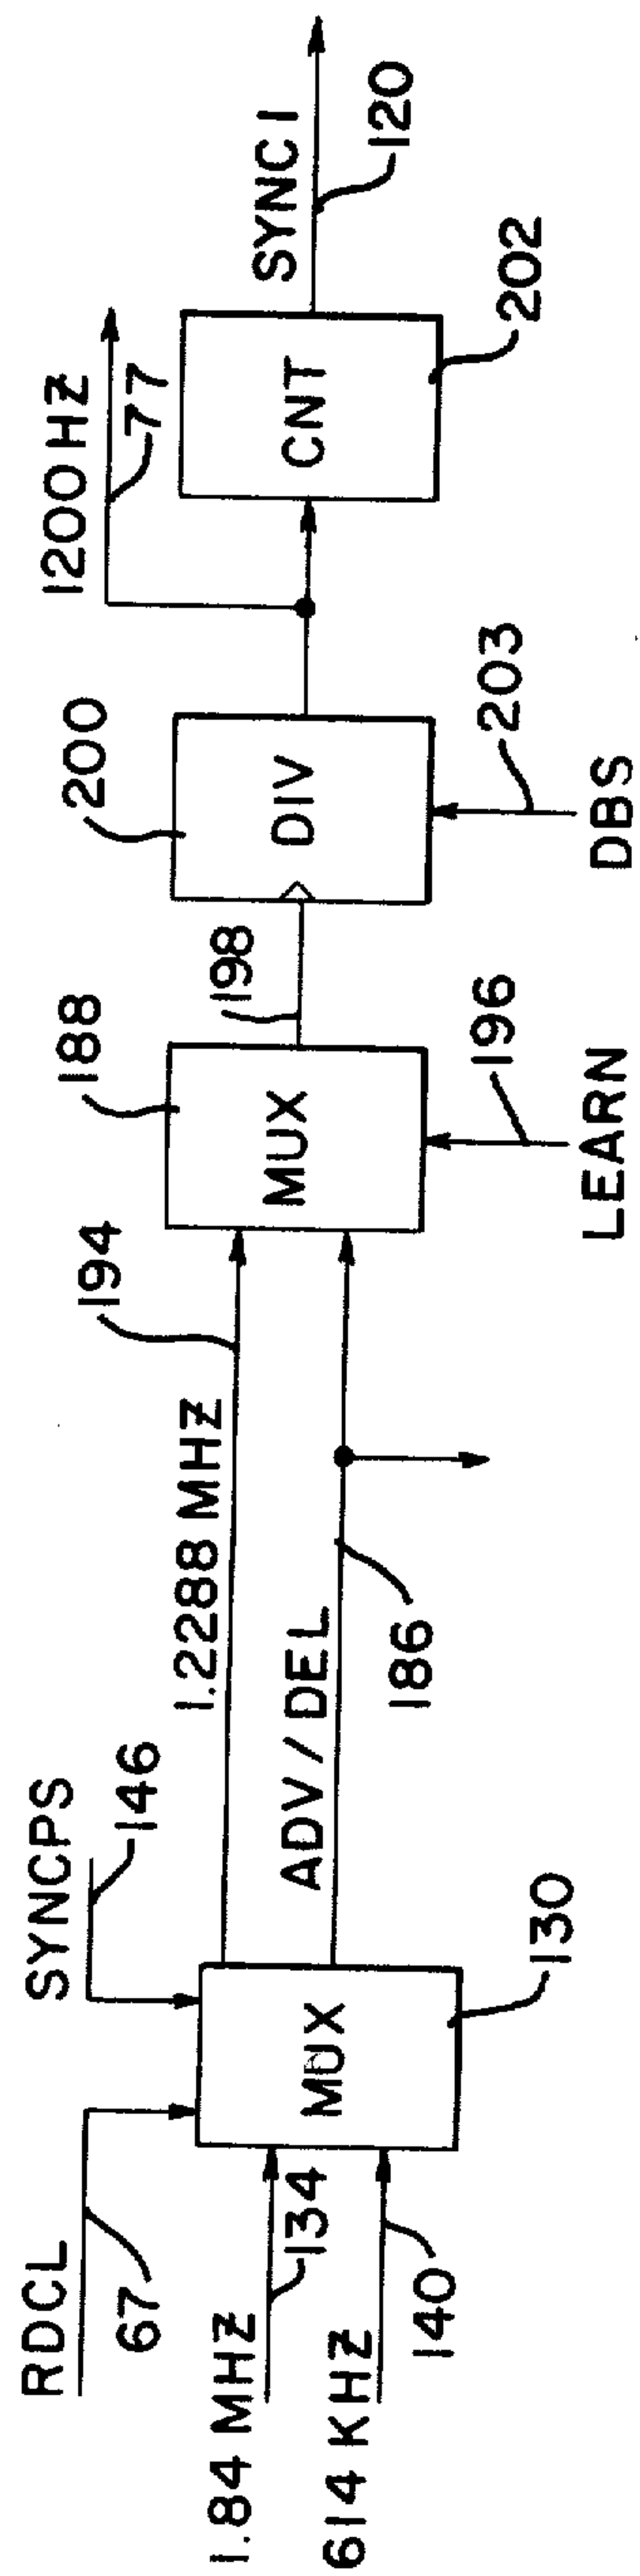 RDCL
67
SYNCPS
146
1.84 MHZ
134
614 KHZ
140
MUX
130
1.2288 MHZ
194
ADV/DEL
186
MUX
188
LEARN
196
198
DIV
200
DBS
203
1200 HZ
77
CNT
202
SYNC1
120